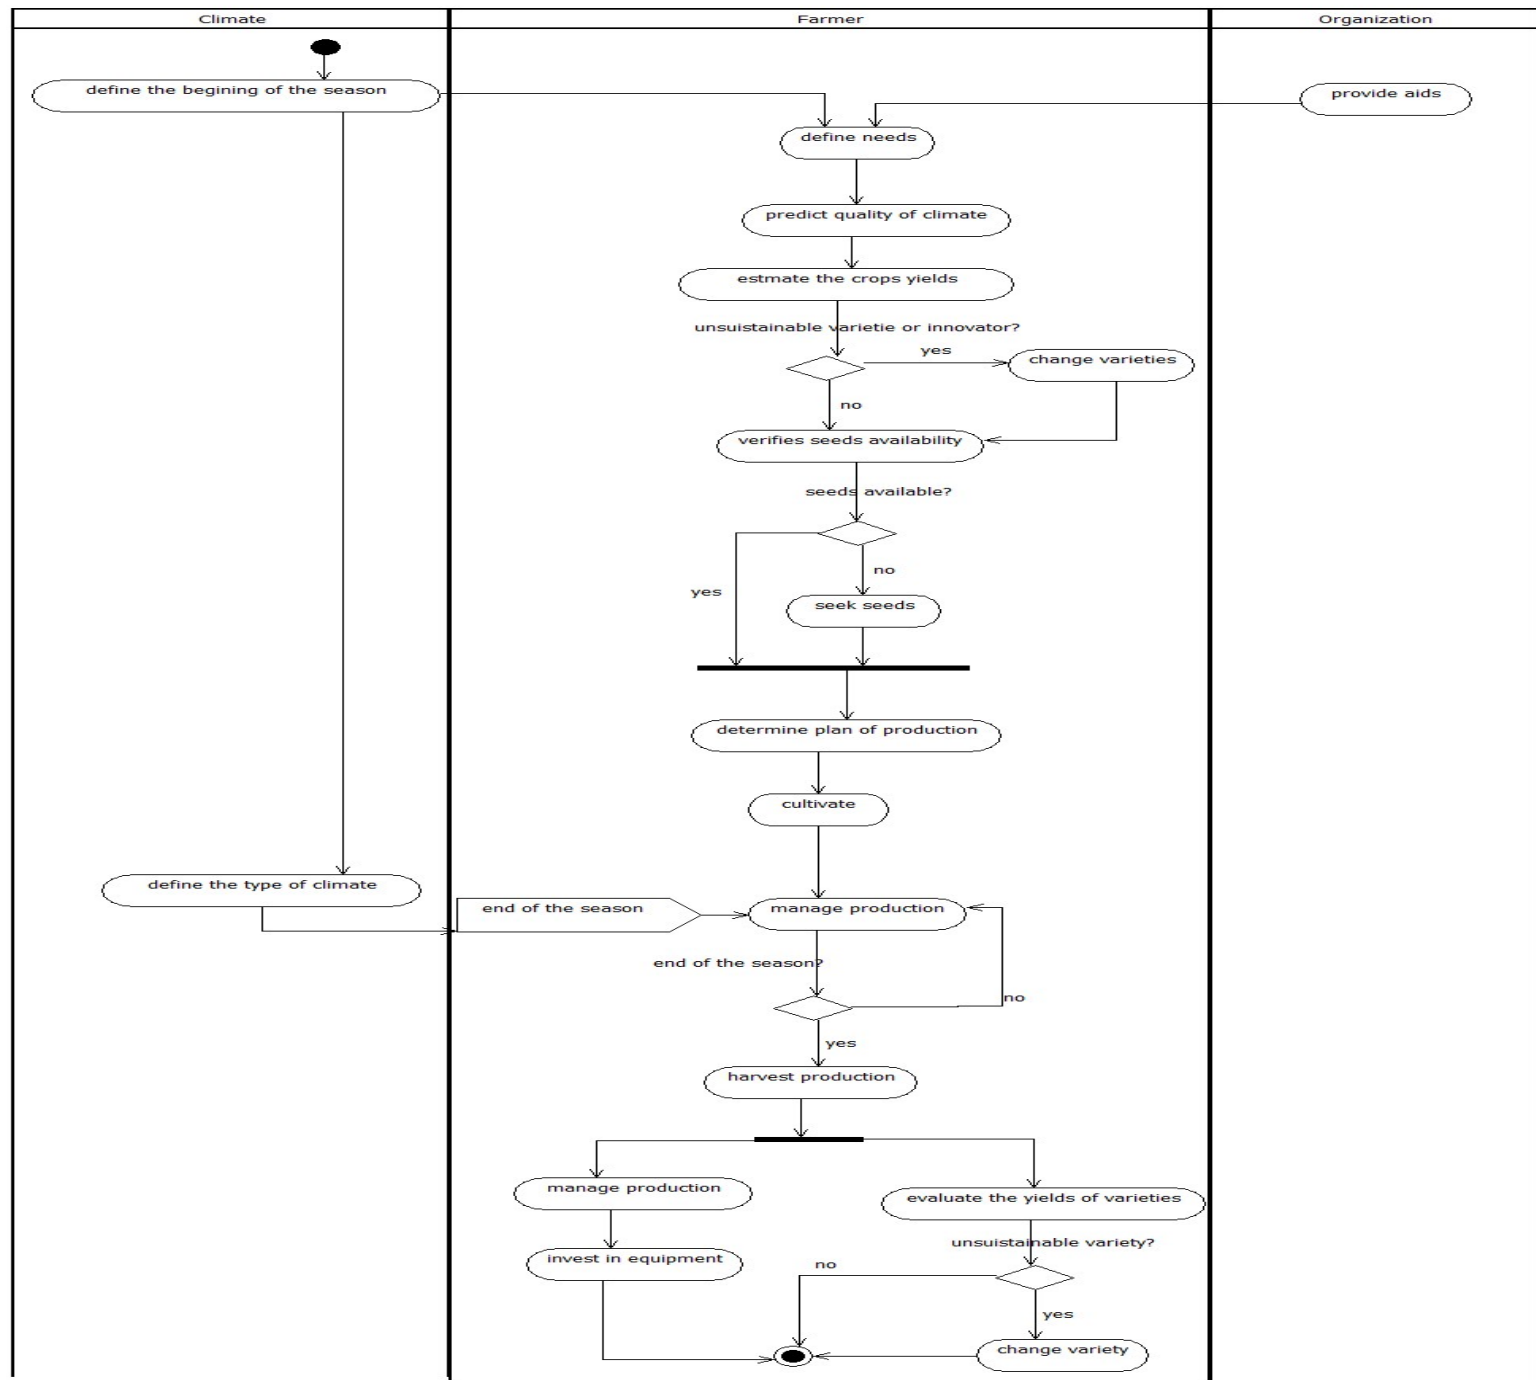 Climate
Farmer
Organization
define the begining of the season
provide aids
define needs
predict quality of climate
estmate the crops yields
unsuistainable varietie or innovator?
yes
change varieties
no
verifies seeds availability
seeds available?
no
yes
seek seeds
determine plan of production
cultivate
define the type of climate
end of the season
manage production
end of the season?
no
yes
harvest production
manage production
evaluate the yields of varieties
unsuistainable variety?
invest in equipment
no
yes
change variety